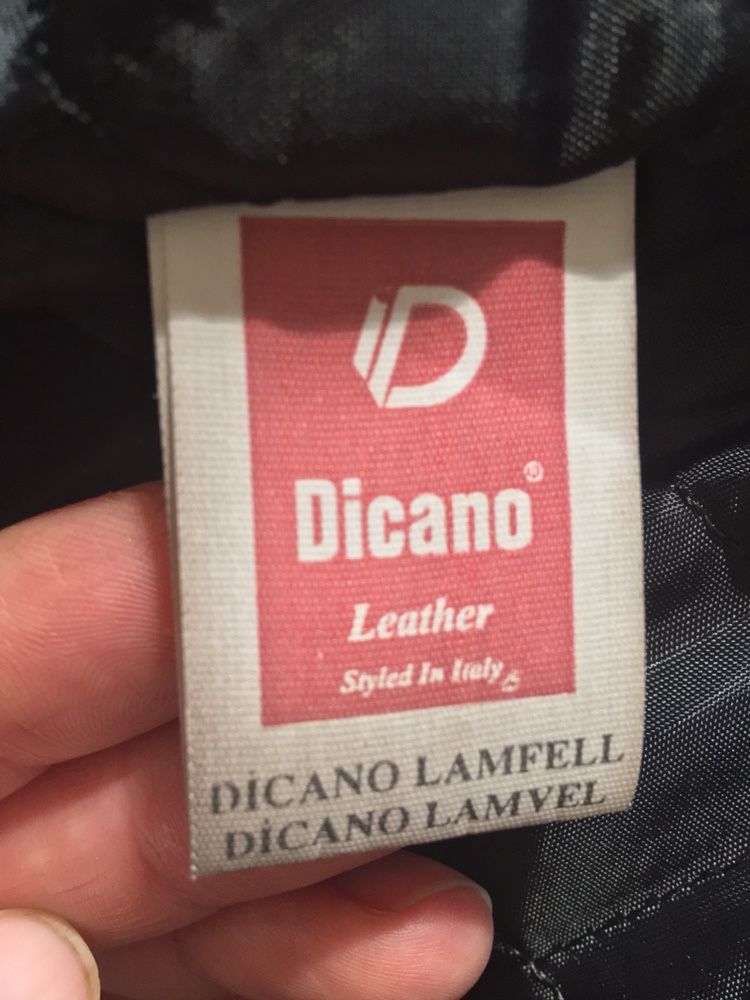 D
Dicano®
Leather
Styled In Italy
DİCANO LAMFELL
DİCANO LAMVEL